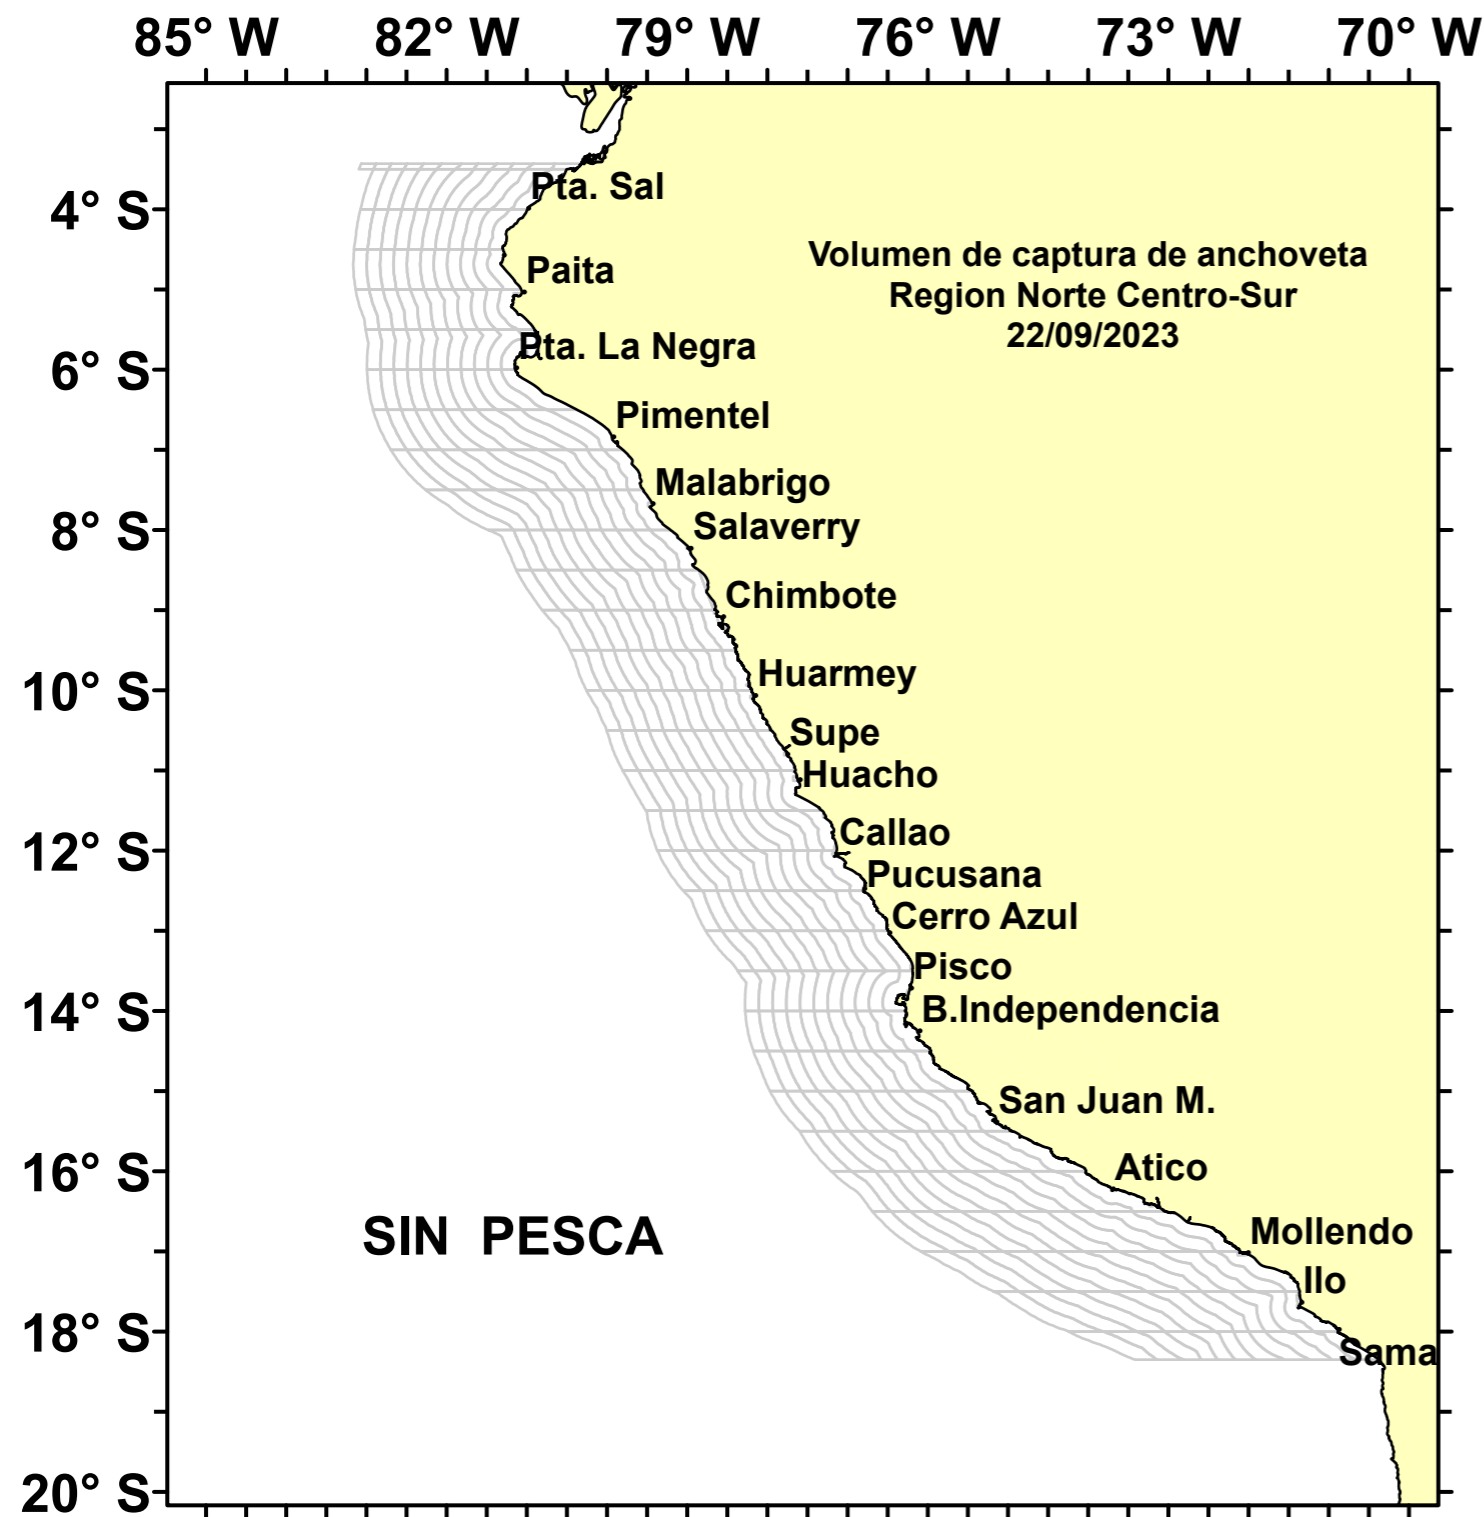 85° W 82° W 79° W 76° W 73° W 70° W
Pta. Sal
4° S
Volumen de captura de anchoveta
Paita
Region Norte Centro-Sur
22/09/2023
Pta. La Negra
6° S
Pimentel
Malabrigo
Salaverry
8° S
Chimbote
Huarmey
10° S
Supe
Huacho
Callao
12° S
Pucusana
Cerro Azul
Pisco
B.Independencia
14° S
San Juan M.
Atico
16° S
Mollendo
SIN PESCA
Ilo
18° S
Sama
20° S